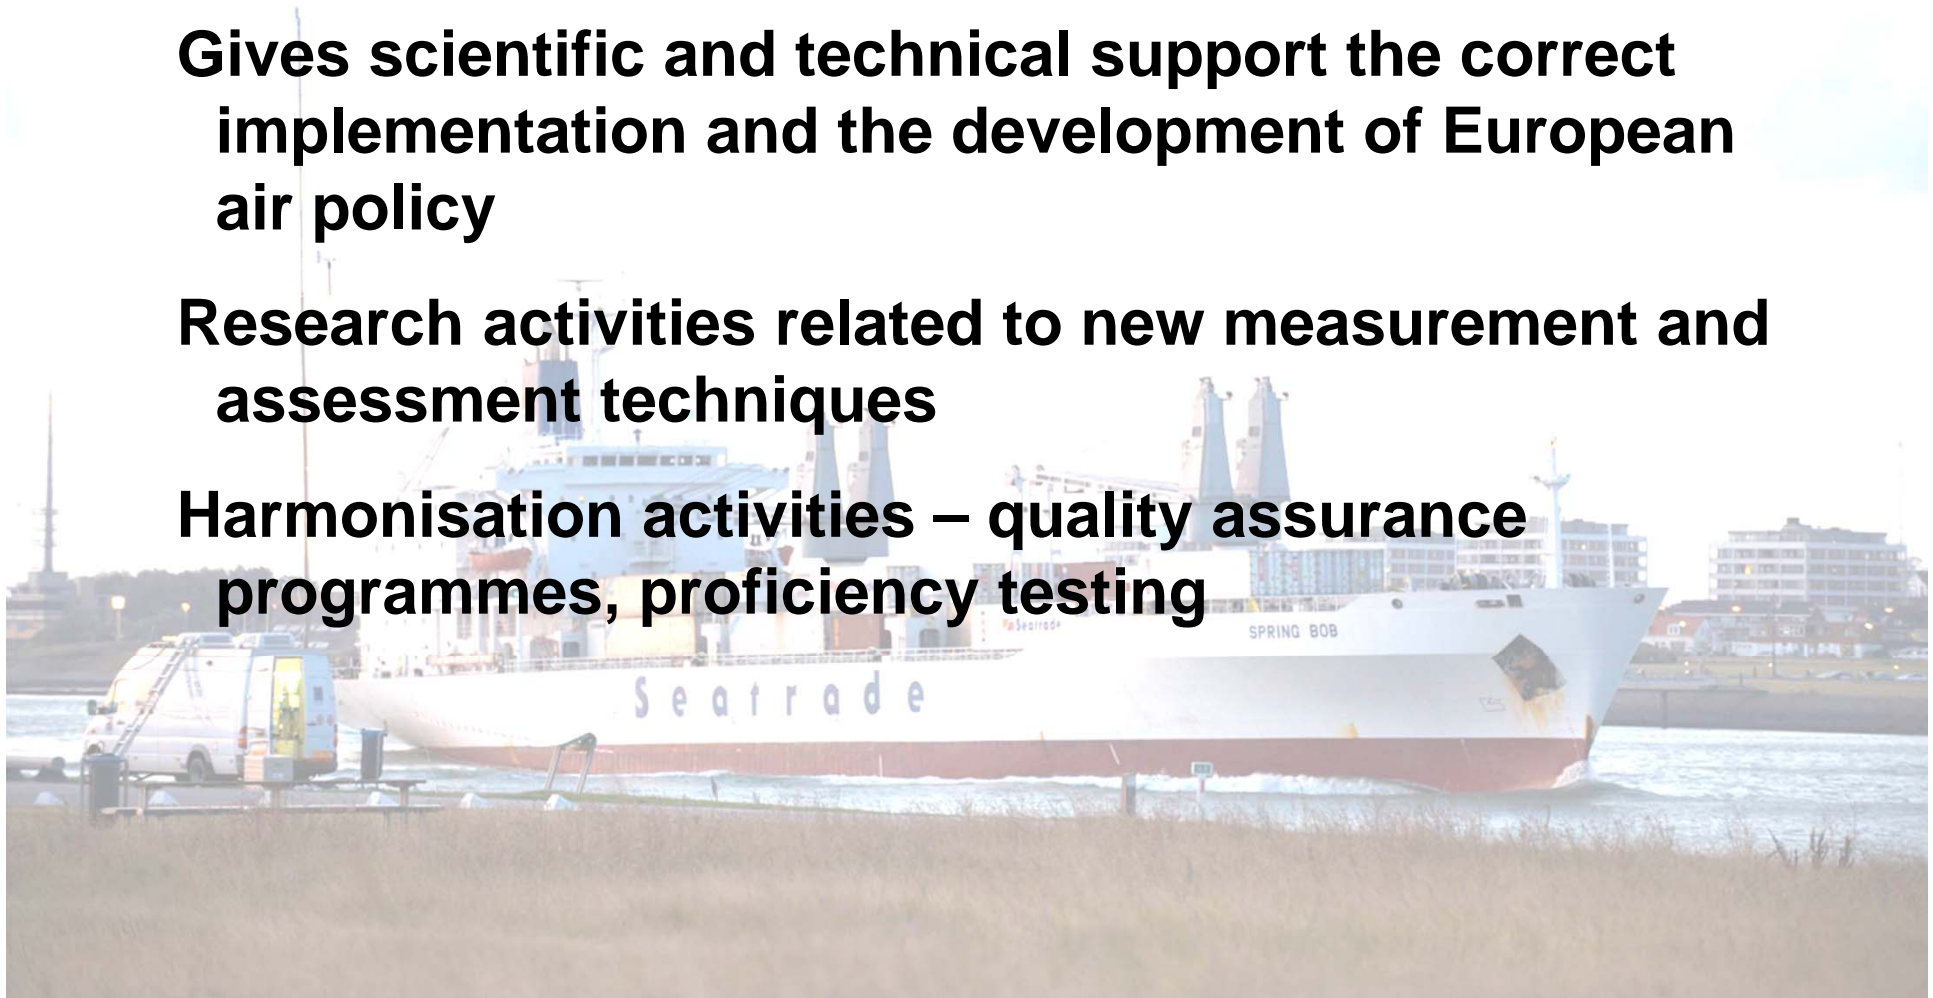 Gives scientific and technical support the correct
implementation and the development of European
air policy
Research activities related to new measurement and
assessment techniques
Harmonisation activities – quality assurance
programmes, proficiency testing
Seatrade
SPRING BOB
Seatrade